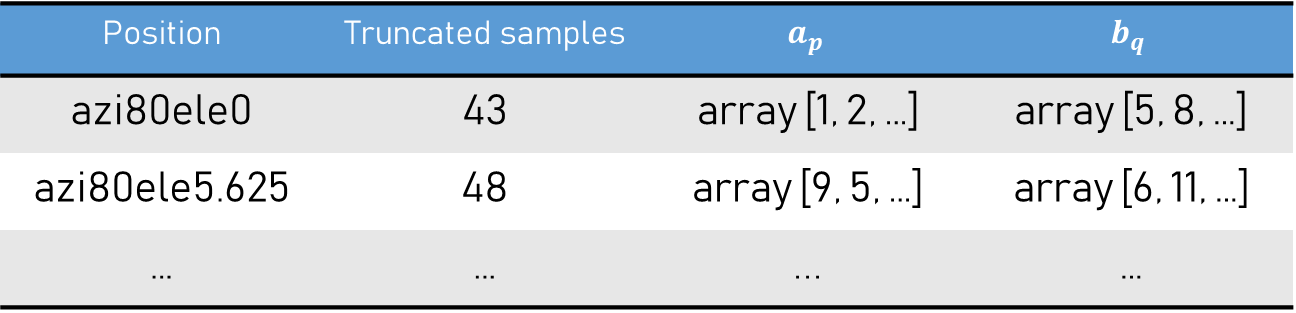 Position Truncated samples a_p b_q
azi80ele0 43 array [1, 2, ...] array [5, 8, ...]
azi80ele5.625 48 array [9, 5, ...] array [6, 11, ...]
... ... ... ...